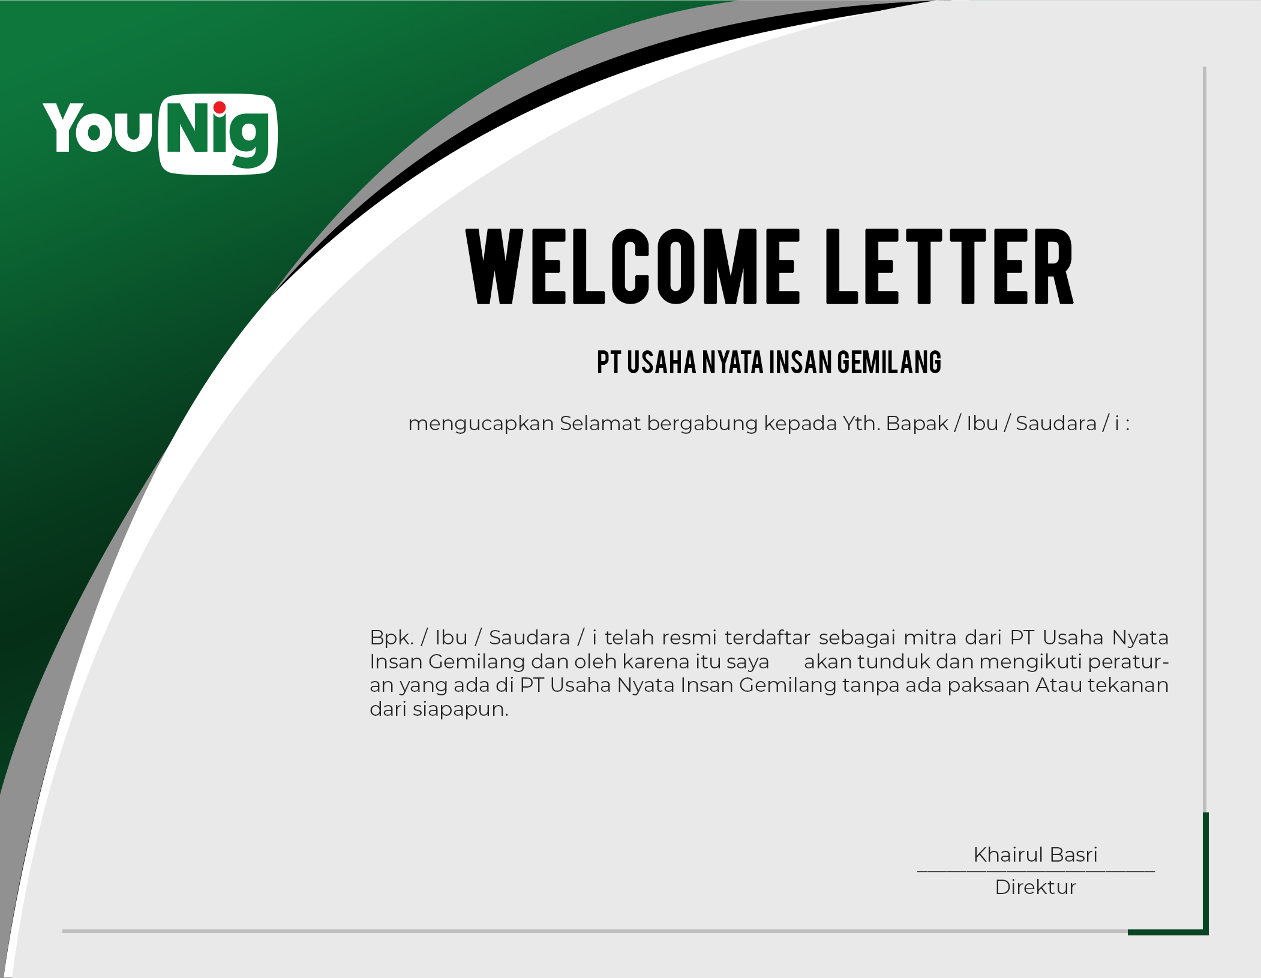 YouNig
WELCOME LETTER
PT USAHA NYATA INSAN GEMILANG
mengucapkan Selamat bergabung kepada Yth. Bapak / Ibu / Saudara / i :
Bpk. / Ibu / Saudara / i telah resmi terdaftar sebagai mitra dari PT Usaha Nyata
Insan Gemilang dan oleh karena itu saya akan tunduk dan mengikuti peratur-
an yang ada di PT Usaha Nyata Insan Gemilang tanpa ada paksaan Atau tekanan
dari siapapun.
Khairul Basri
Direktur